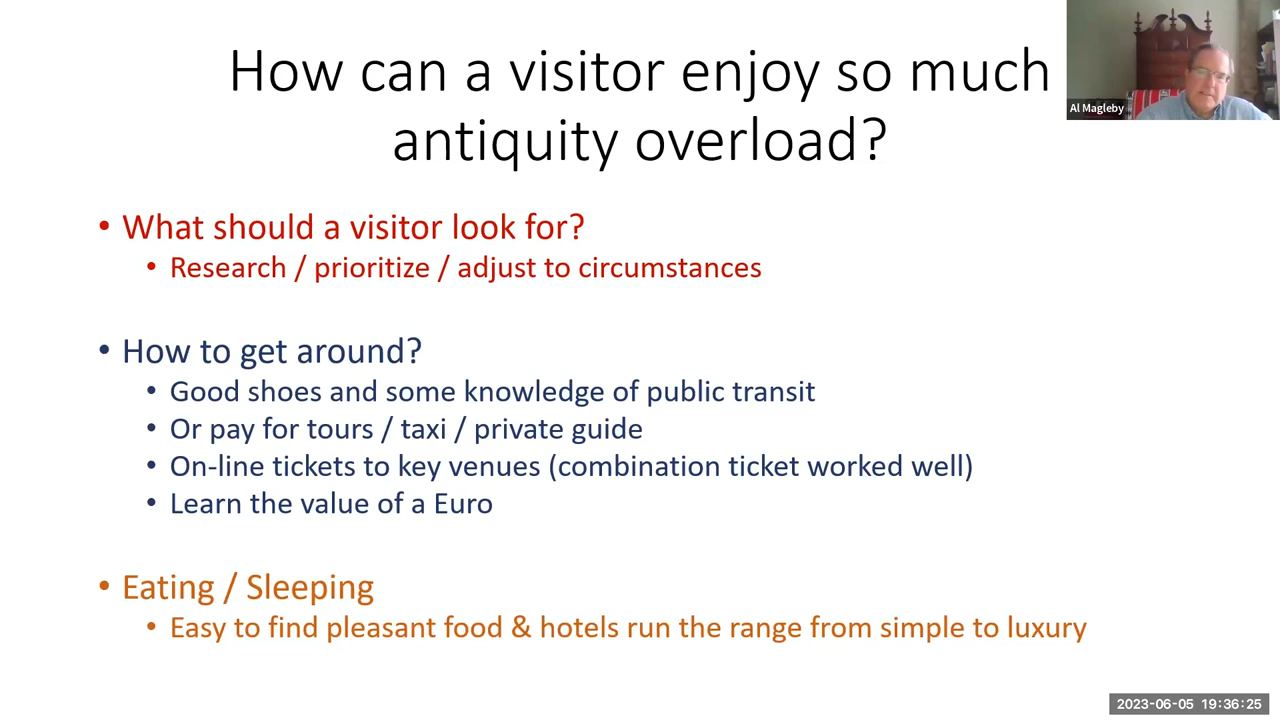 How can a visitor enjoy so much
antiquity overload?
Al Magleby
• What should a visitor look for?
• Research / prioritize / adjust to circumstances
• How to get around?
• Good shoes and some knowledge of public transit
• Or pay for tours / taxi / private guide
• On-line tickets to key venues (combination ticket worked well)
• Learn the value of a Euro
• Eating / Sleeping
• Easy to find pleasant food & hotels run the range from simple to luxury
2023-06-05 19:36:25